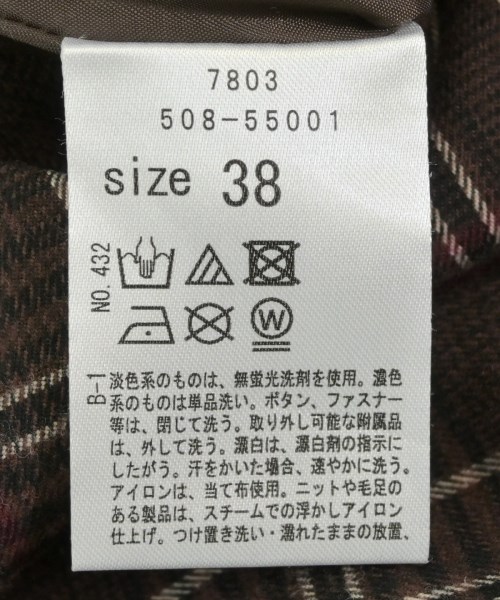 7803
508-55001
size 38
NO.432
W
B-1
淡色系のものは、無蛍光洗剤を使用。濃色
系のものは単品洗い。ボタン、ファスナー
等は、閉じて洗う。取り外し可能な附属品
は、外して洗う。漂白は、漂白剤の指示に
したがう。汗をかいた場合、速やかに洗う。
アイロンは、当て布使用。ニットや毛足の
ある製品は、スチームでの浮かしアイロン
仕上げ。つけ置き洗い・濡れたままの放置、